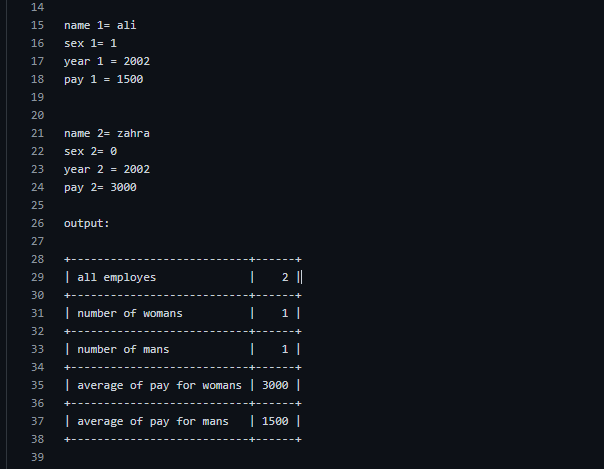 14
15 name 1= ali
16 sex 1= 1
17 year 1 = 2002
18 pay 1 = 1500
19
20
21 name 2= zahra
22 sex 2= 0
23 year 2 = 2002
24 pay 2= 3000
25
26 output:
27
28 +---------------------------+------+
29 | all employes              |    2 |
30 +---------------------------+------+
31 | number of womans          |    1 |
32 +---------------------------+------+
33 | number of mans            |    1 |
34 +---------------------------+------+
35 | average of pay for womans | 3000 |
36 +---------------------------+------+
37 | average of pay for mans   | 1500 |
38 +---------------------------+------+
39